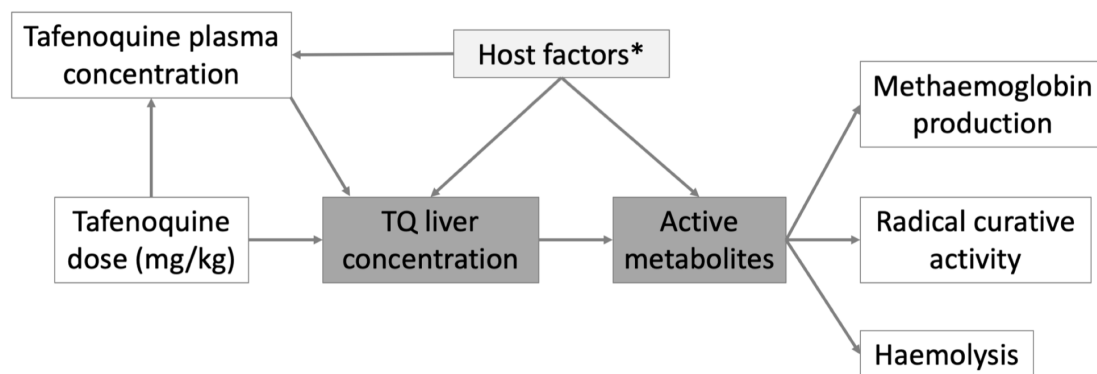 Tafenoquine plasma
concentration
Host factors*
Methaemoglobin
production
Tafenoquine
dose (mg/kg)
TQ liver
concentration
Active
metabolites
Radical curative
activity
Haemolysis